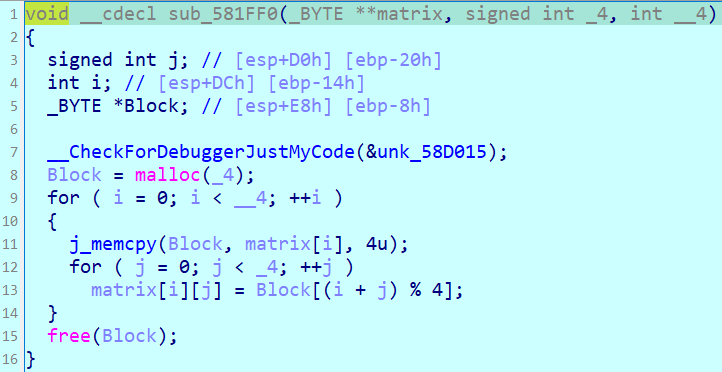 1 void __cdecl sub_581FF0(_BYTE **matrix, signed int _4, int __4)
2 {
3   signed int j; // [esp+D0h] [ebp-20h]
4   int i; // [esp+DCh] [ebp-14h]
5   _BYTE *Block; // [esp+E8h] [ebp-8h]
6
7   __CheckForDebuggerJustMyCode(&unk_58D015);
8   Block = malloc(_4);
9   for ( i = 0; i < __4; ++i )
10   {
11     j_memcpy(Block, matrix[i], 4u);
12     for ( j = 0; j < _4; ++j )
13       matrix[i][j] = Block[(i + j) % 4];
14   }
15   free(Block);
16 }